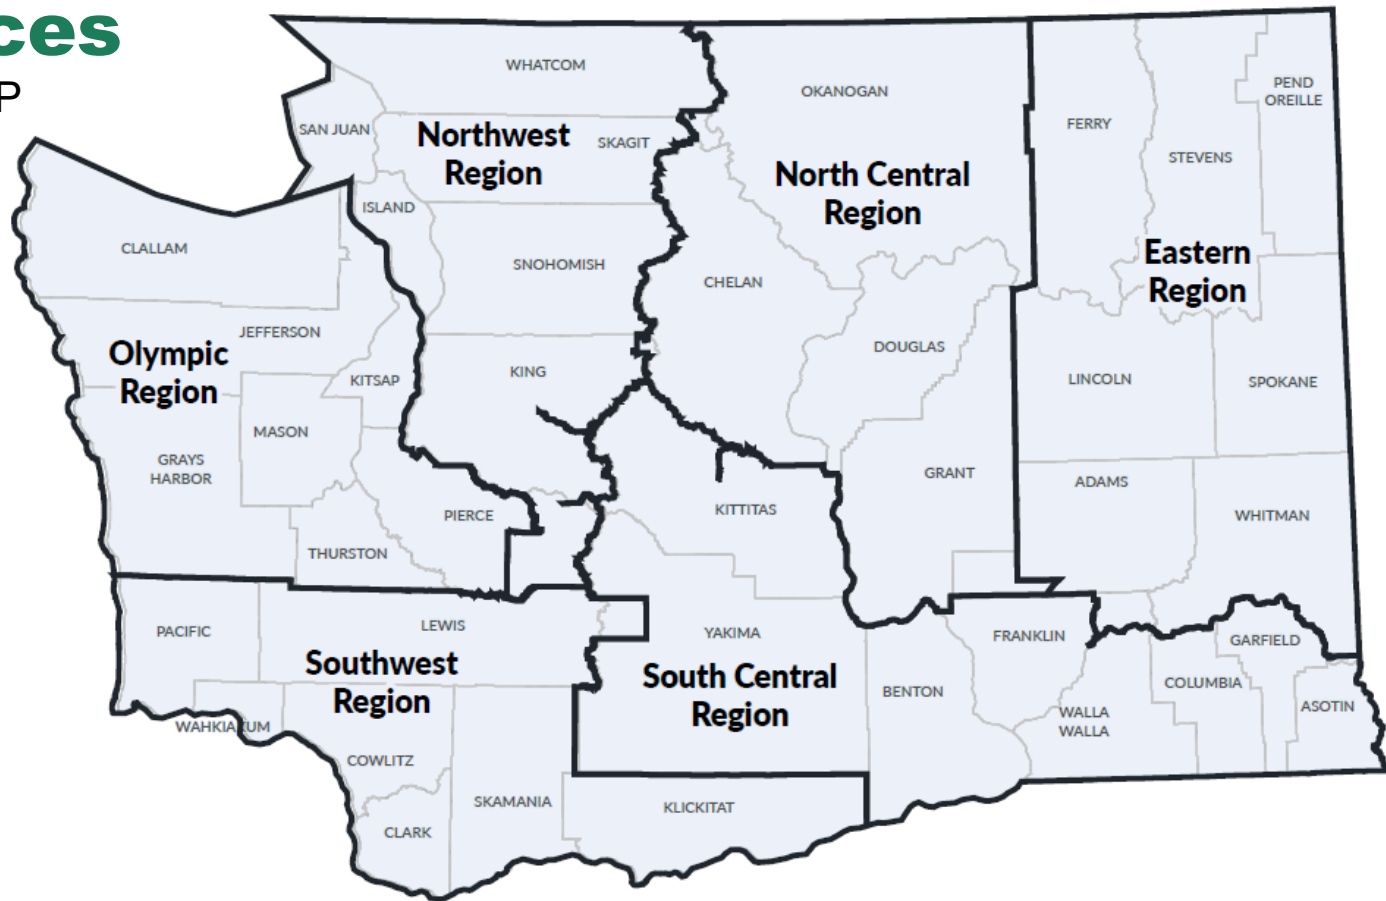 ces
P
WHATCOM
OKANOGAN
PEND
OREILLE
FERRY
SAN JUAN
Northwest
Region
SKAGIT
STEVENS
North Central
Region
ISLAND
CLALLAM
SNOHOMISH
CHELAN
Eastern
Region
JEFFERSON
DOUGLAS
Olympic
Region
KITSAP
KING
LINCOLN
SPOKANE
MASON
GRAYS
HARBOR
GRANT
ADAMS
PIERCE
KITTITAS
WHITMAN
THURSTON
PACIFIC
LEWIS
YAKIMA
FRANKLIN
GARFIELD
Southwest
Region
South Central
Region
BENTON
COLUMBIA
ASOTIN
WALLA
WALLA
WAHKIAKUM
COWLITZ
SKAMANIA
KLICKITAT
CLARK